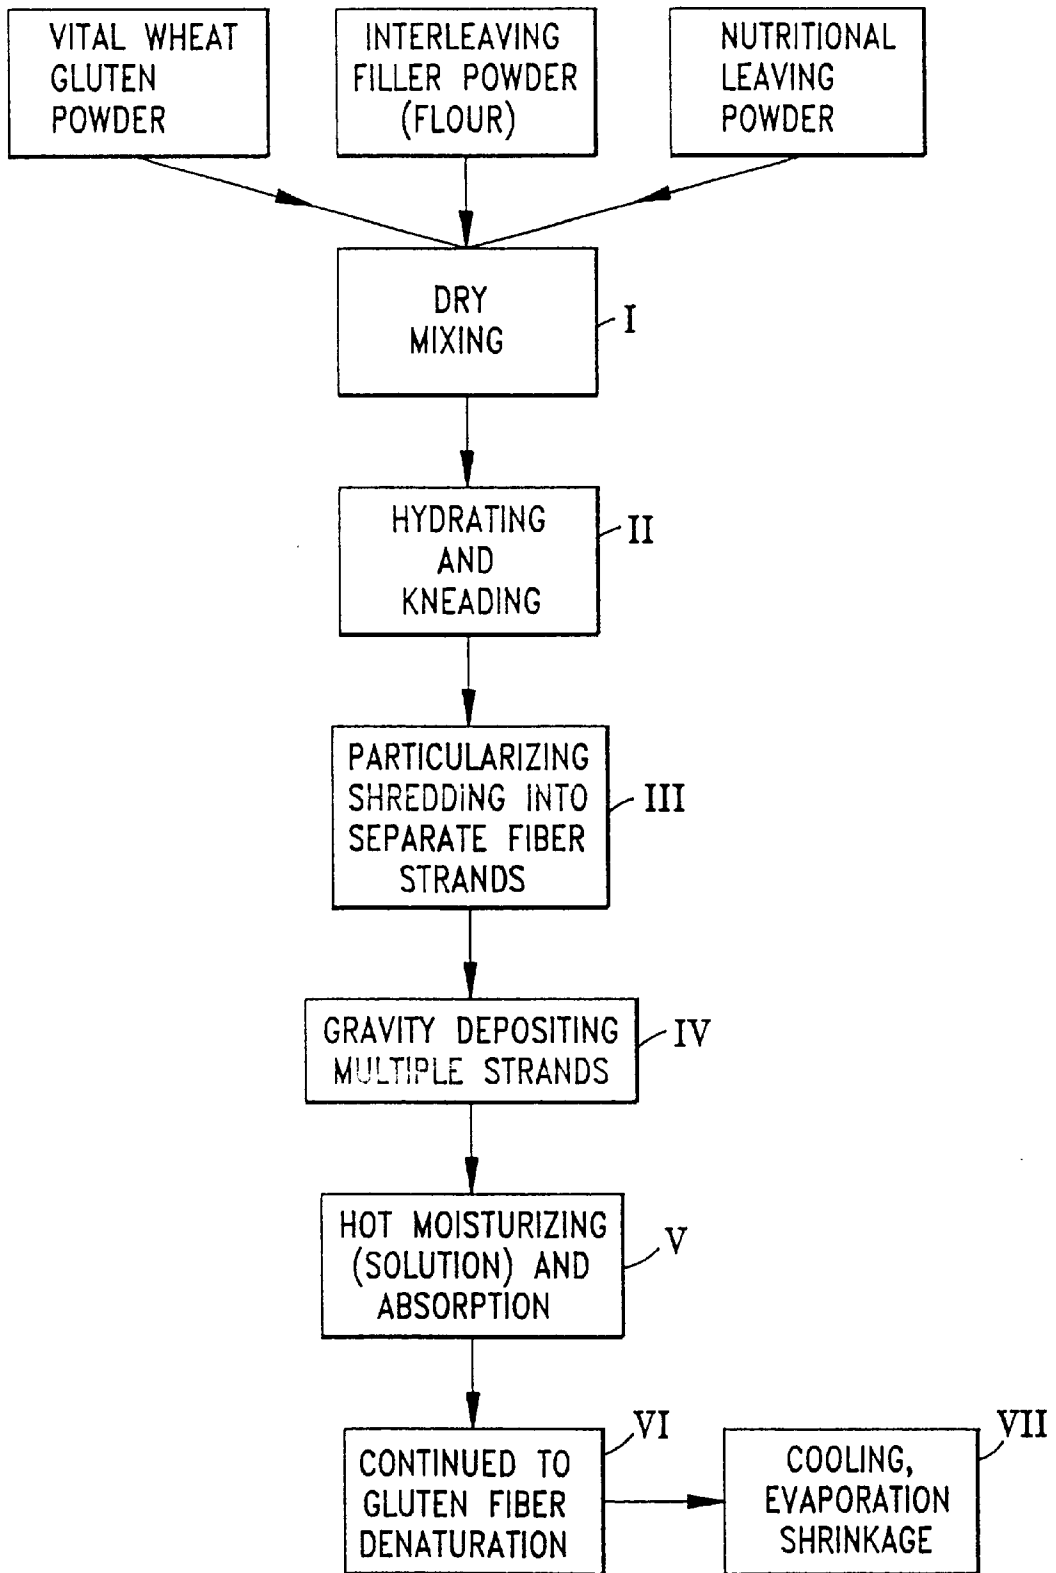 VITAL WHEAT
GLUTEN
POWDER
INTERLEAVING
FILLER POWDER
(FLOUR)
NUTRITIONAL
LEAVING
POWDER
DRY
MIXING
I
HYDRATING
AND
KNEADING
II
PARTICULARIZING
SHREDDING INTO
SEPARATE FIBER
STRANDS
III
GRAVITY DEPOSITING
MULTIPLE STRANDS
IV
HOT MOISTURIZING
(SOLUTION) AND
ABSORPTION
V
CONTINUED TO
GLUTEN FIBER
DENATURATION
VI
COOLING,
EVAPORATION
SHRINKAGE
VII